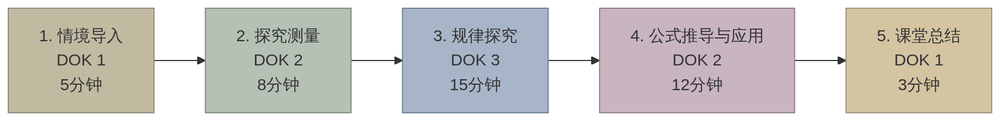 1. 情境导入
DOK 1
5分钟
2. 探究测量
DOK 2
8分钟
3. 规律探究
DOK 3
15分钟
4. 公式推导与应用
DOK 2
12分钟
5. 课堂总结
DOK 1
3分钟